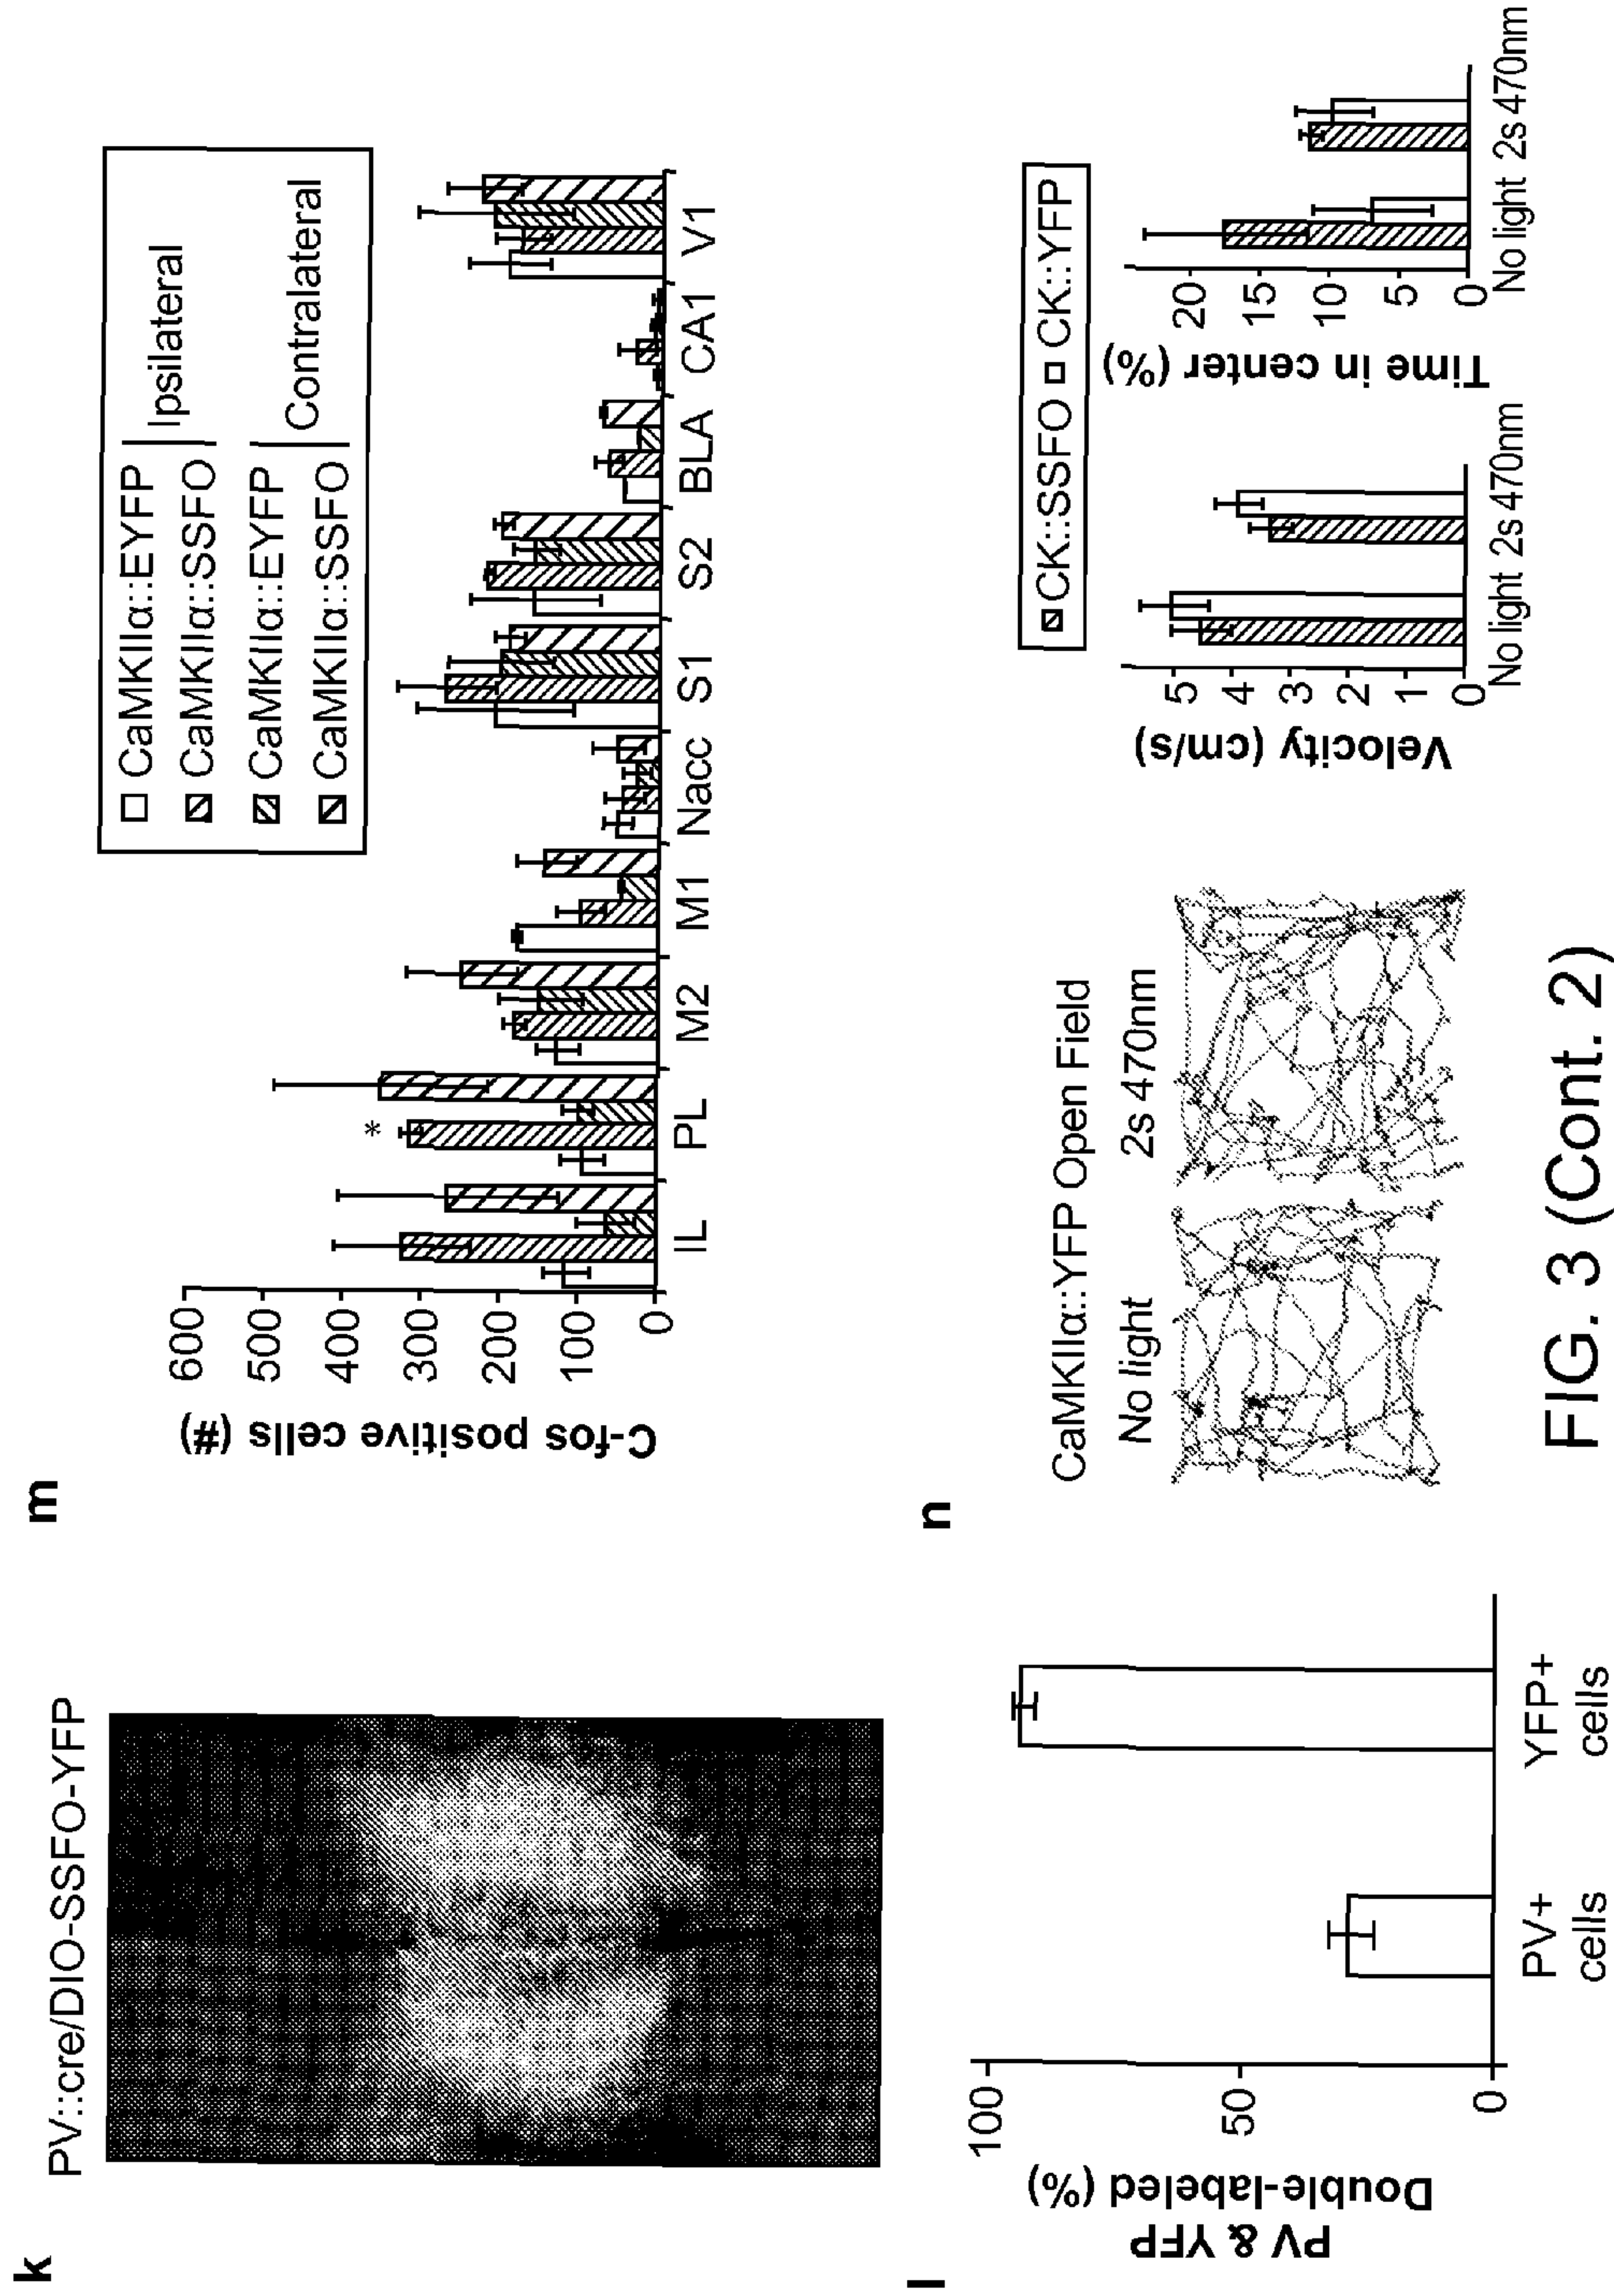 k
PV::cre/DIO-SSFO-YFP
l
PV & YFP
Double-labeled (%)
100
50
0
PV+
cells
YFP+
cells
m
C-fos positive cells (#)
600
500
400
300
200
100
0
CaMKIIα::EYFP
CaMKIIα::SSFO
Ipsilateral
CaMKIIα::EYFP
CaMKIIα::SSFO
Contralateral
*
IL PL M2 M1 Nacc S1 S2 BLA CA1 V1
n
CaMKIIα::YFP Open Field
No light 2s 470nm
CK::SSFO CK::YFP
Velocity (cm/s)
5
4
3
2
1
0
No light 2s 470nm
Time in center (%)
20
15
10
5
0
No light 2s 470nm
FIG. 3 (Cont. 2)